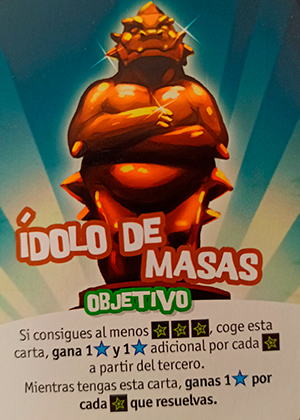 ÍDOLO DE
MASAS
OBJETIVO
Si consigues al menos ★★★, coge esta
carta, gana 1★ y 1★ adicional por cada ★
a partir del tercero.
Mientras tengas esta carta, ganas 1★ por
cada ★ que resuelvas.